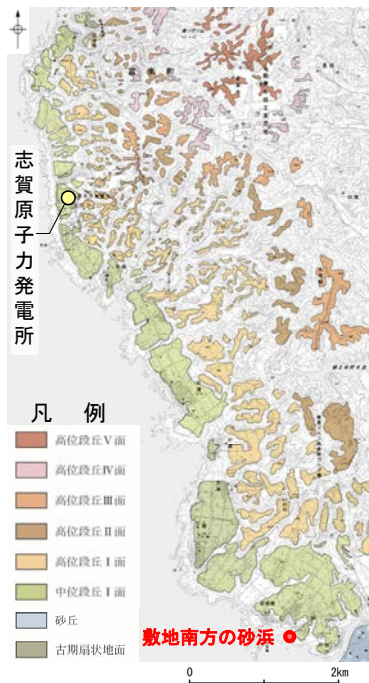 志賀原子力発電所
凡 例
高位段丘Ⅴ面
高位段丘Ⅳ面
高位段丘Ⅲ面
高位段丘Ⅱ面
高位段丘Ⅰ面
中位段丘Ⅰ面
砂丘
古期扇状地面
敷地南方の砂浜
0 2km